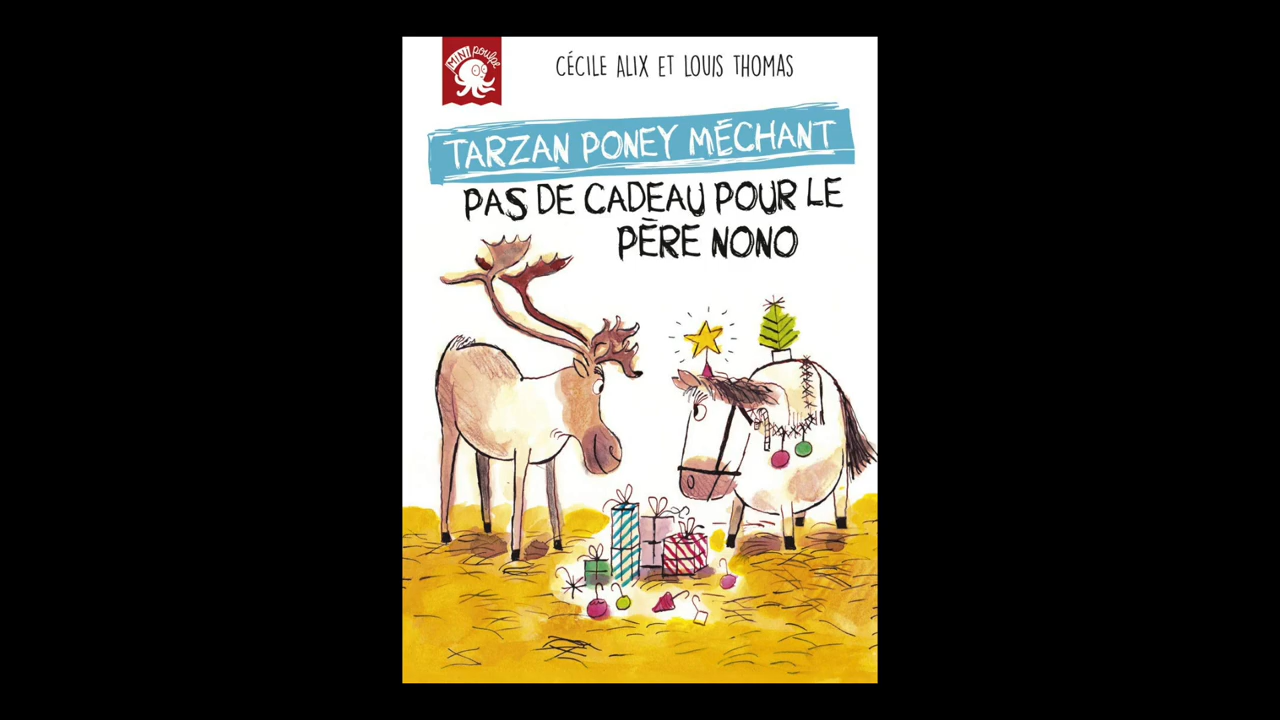 MINI poulpe
CÉCILE ALIX ET LOUIS THOMAS
TARZAN PONEY MÉCHANT
PAS DE CADEAU POUR LE
PÈRE NONO